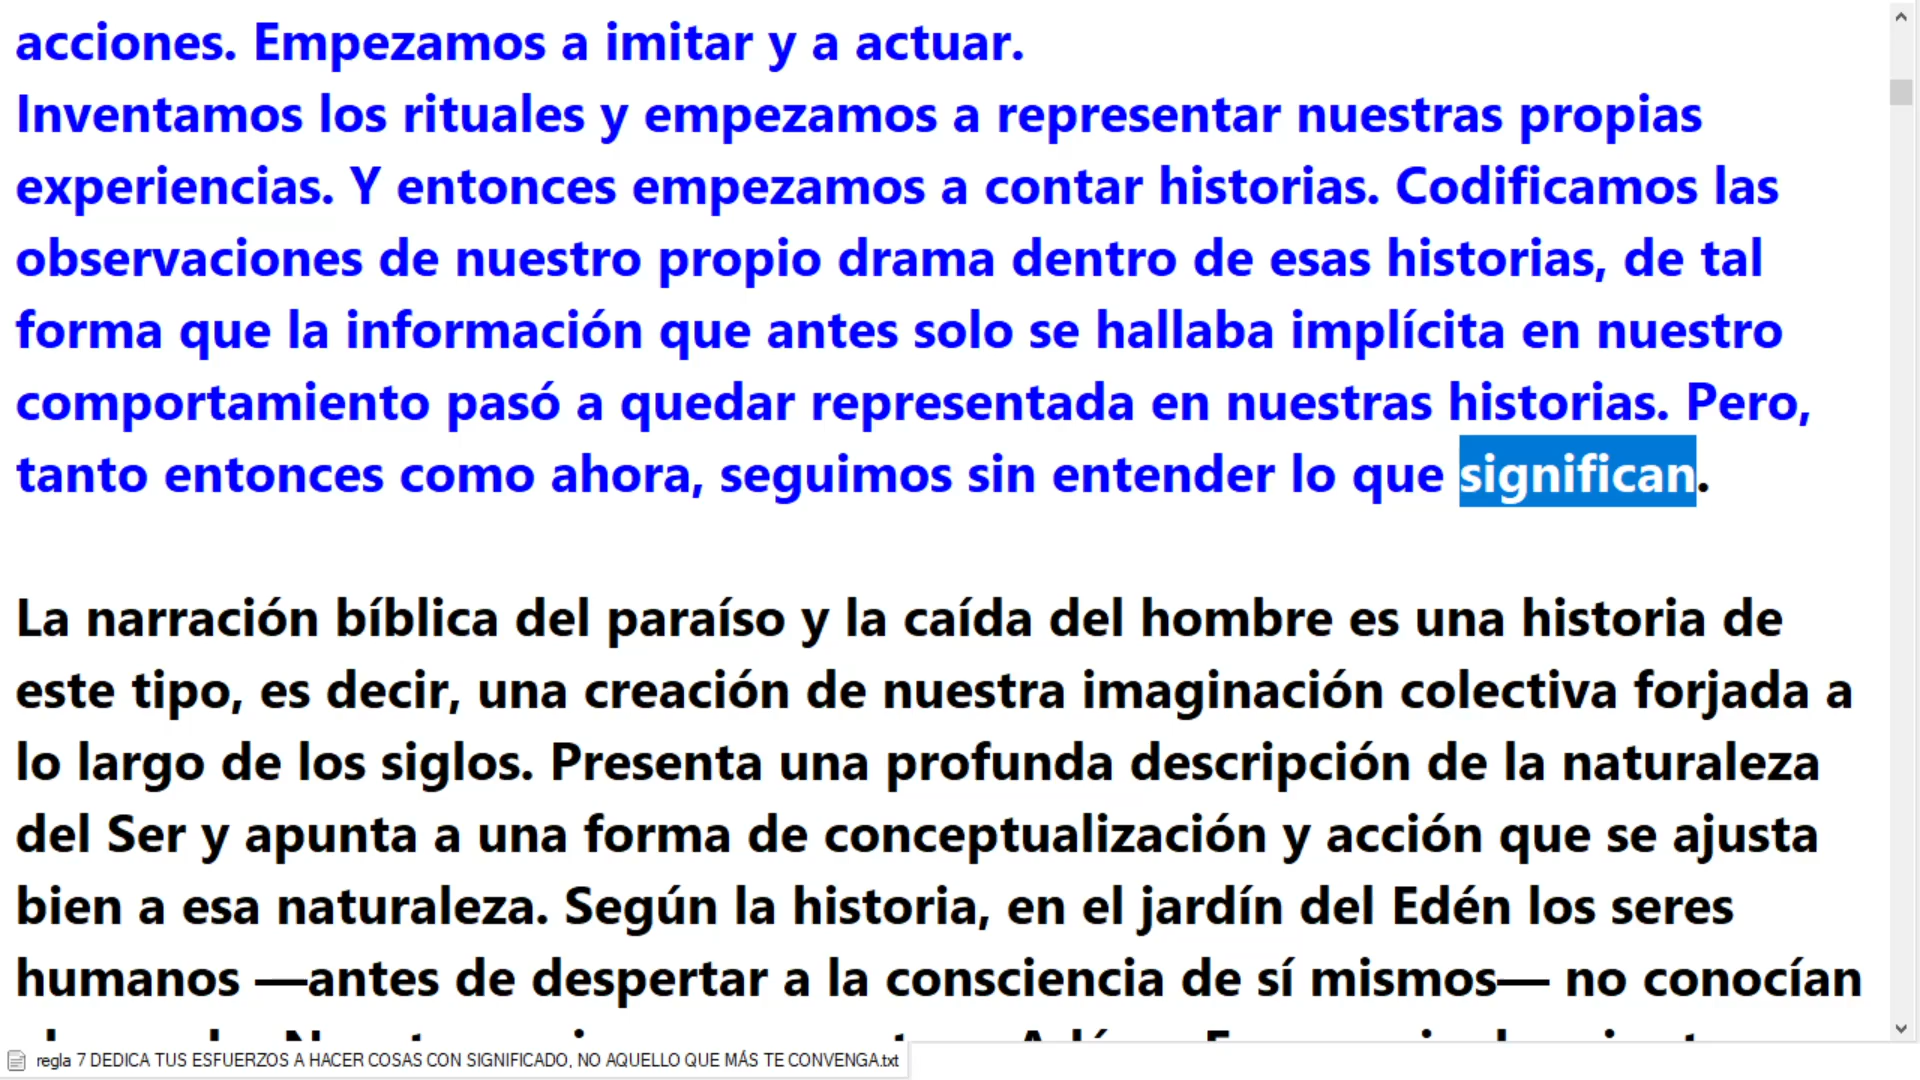 acciones. Empezamos a imitar y a actuar.
Inventamos los rituales y empezamos a representar nuestras propias
experiencias. Y entonces empezamos a contar historias. Codificamos las
observaciones de nuestro propio drama dentro de esas historias, de tal
forma que la información que antes solo se hallaba implícita en nuestro
comportamiento pasó a quedar representada en nuestras historias. Pero,
tanto entonces como ahora, seguimos sin entender lo que significan.
La narración bíblica del paraíso y la caída del hombre es una historia de
este tipo, es decir, una creación de nuestra imaginación colectiva forjada a
lo largo de los siglos. Presenta una profunda descripción de la naturaleza
del Ser y apunta a una forma de conceptualización y acción que se ajusta
bien a esa naturaleza. Según la historia, en el jardín del Edén los seres
humanos —antes de despertar a la consciencia de sí mismos— no conocían
regla 7 DEDICA TUS ESFUERZOS A HACER COSAS CON SIGNIFICADO, NO AQUELLO QUE MÁS TE CONVENGA.txt